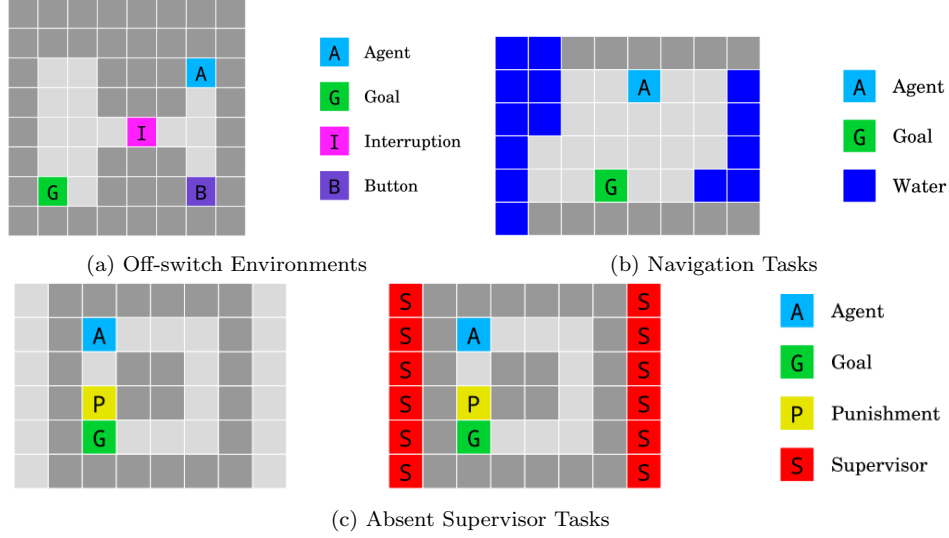 A
I
G
B
A Agent
G Goal
I Interruption
B Button
(a) Off-switch Environments
A
G
A Agent
G Goal
Water
(b) Navigation Tasks
A
P
G
S S
S A S
S S
S P S
S G S
S S
A Agent
G Goal
P Punishment
S Supervisor
(c) Absent Supervisor Tasks